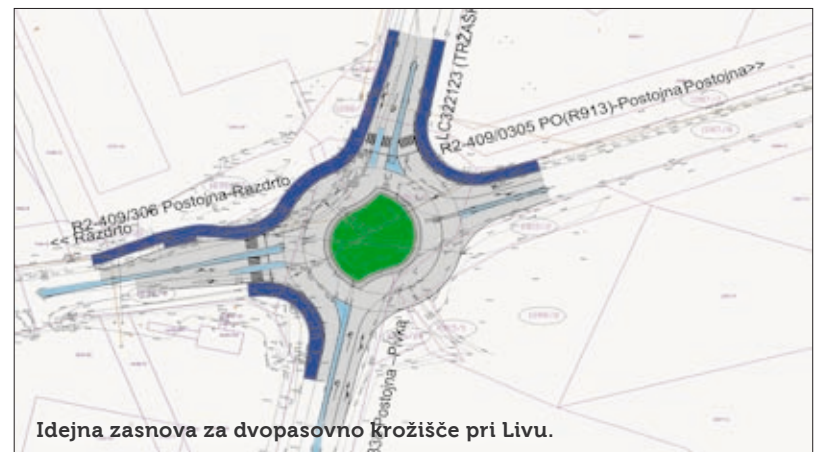 LC322123 (TRŽAŠ
R2-409/0305 PO(R913)-Postojna Postojna>>
R2-409/306 Postojna-Razdrto
<< Razdrto
Postojna -Pivka
Idejna zasnova za dvopasovno krožišče pri Livu.